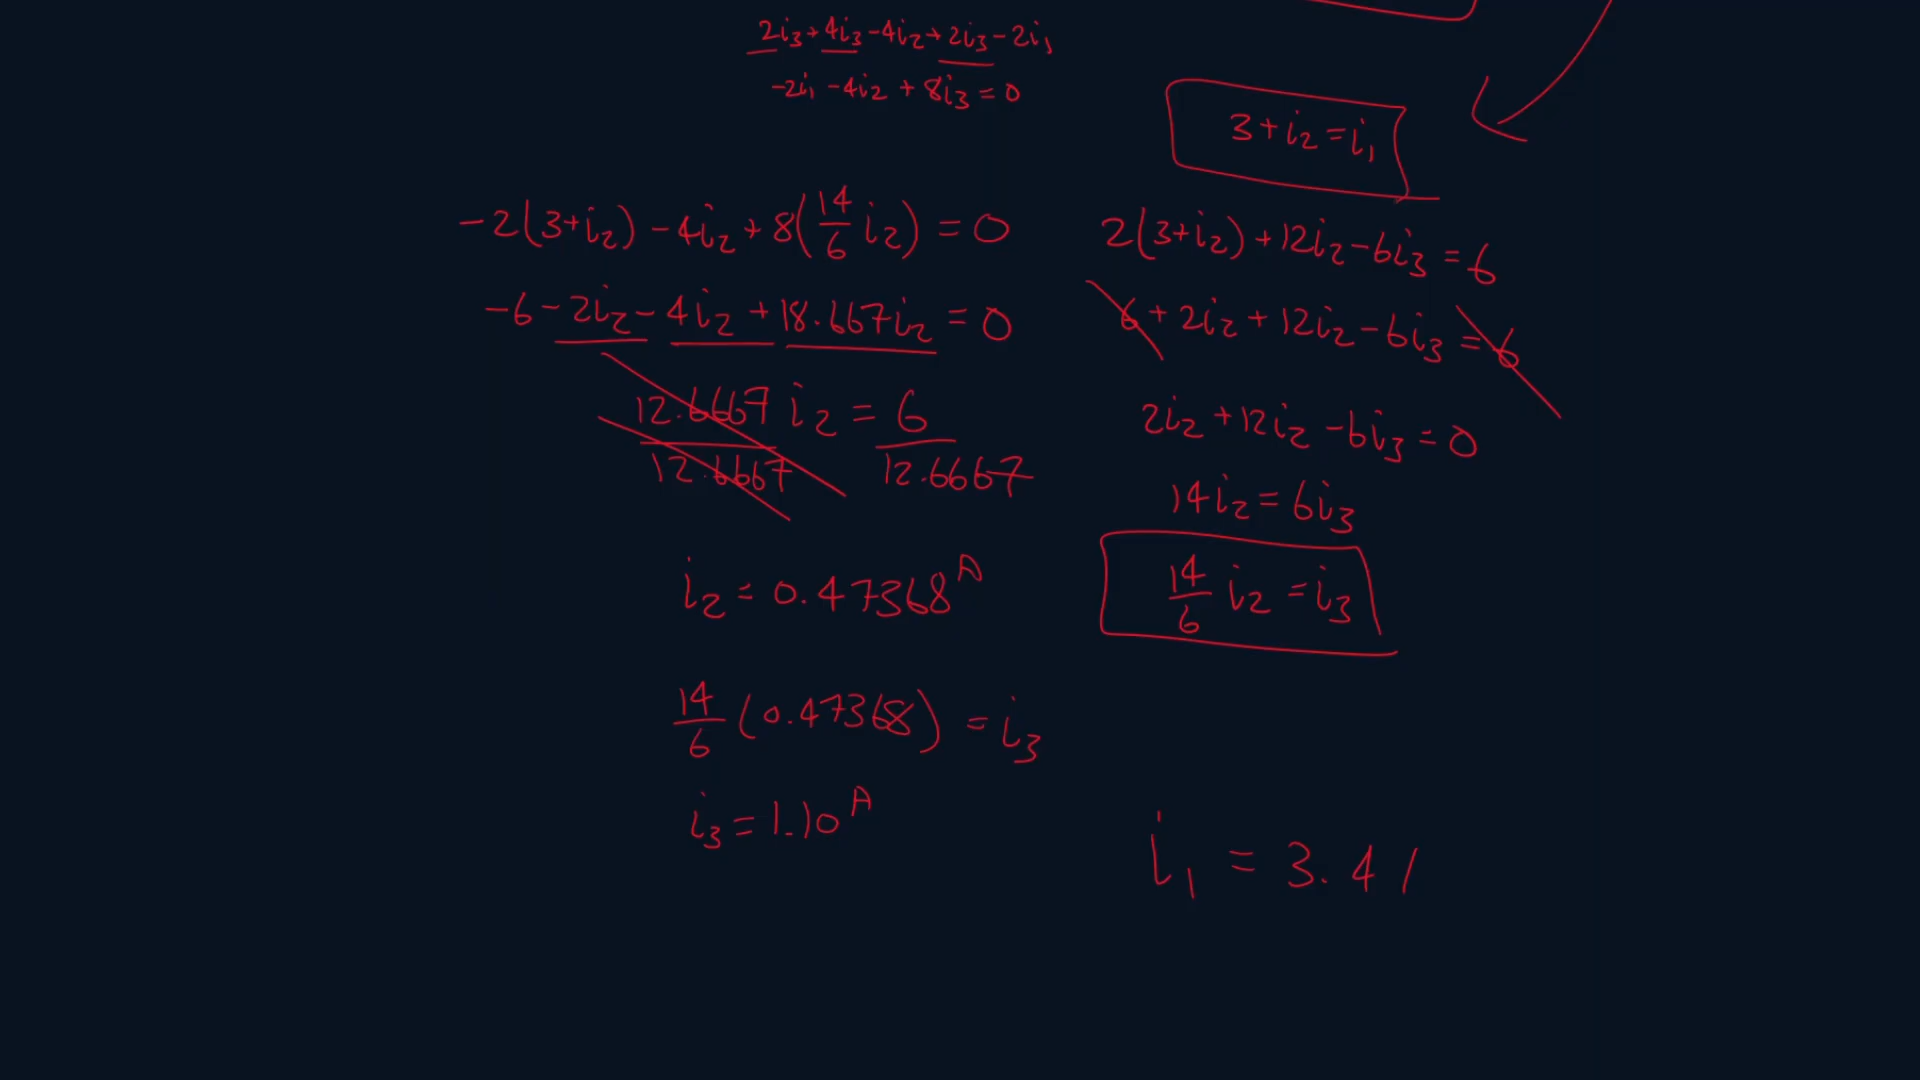 2i₃+4i₃-4i₂+2i₃-2i₁
-2i₁-4i₂+8i₃=0
3+i₂=i₁
-2(3+i₂)-4i₂+8(14/6 i₂)=0
-6-2i₂-4i₂+18.667i₂=0
12.6667 i₂ = 6
12.6667 12.6667
i₂=0.47368 A
14/6 (0.47368) = i₃
i₃=1.10 A
2(3+i₂)+12i₂-6i₃=6
6+2i₂+12i₂-6i₃=6
2i₂+12i₂-6i₃=0
14i₂=6i₃
14/6 i₂=i₃
i₁ = 3.4